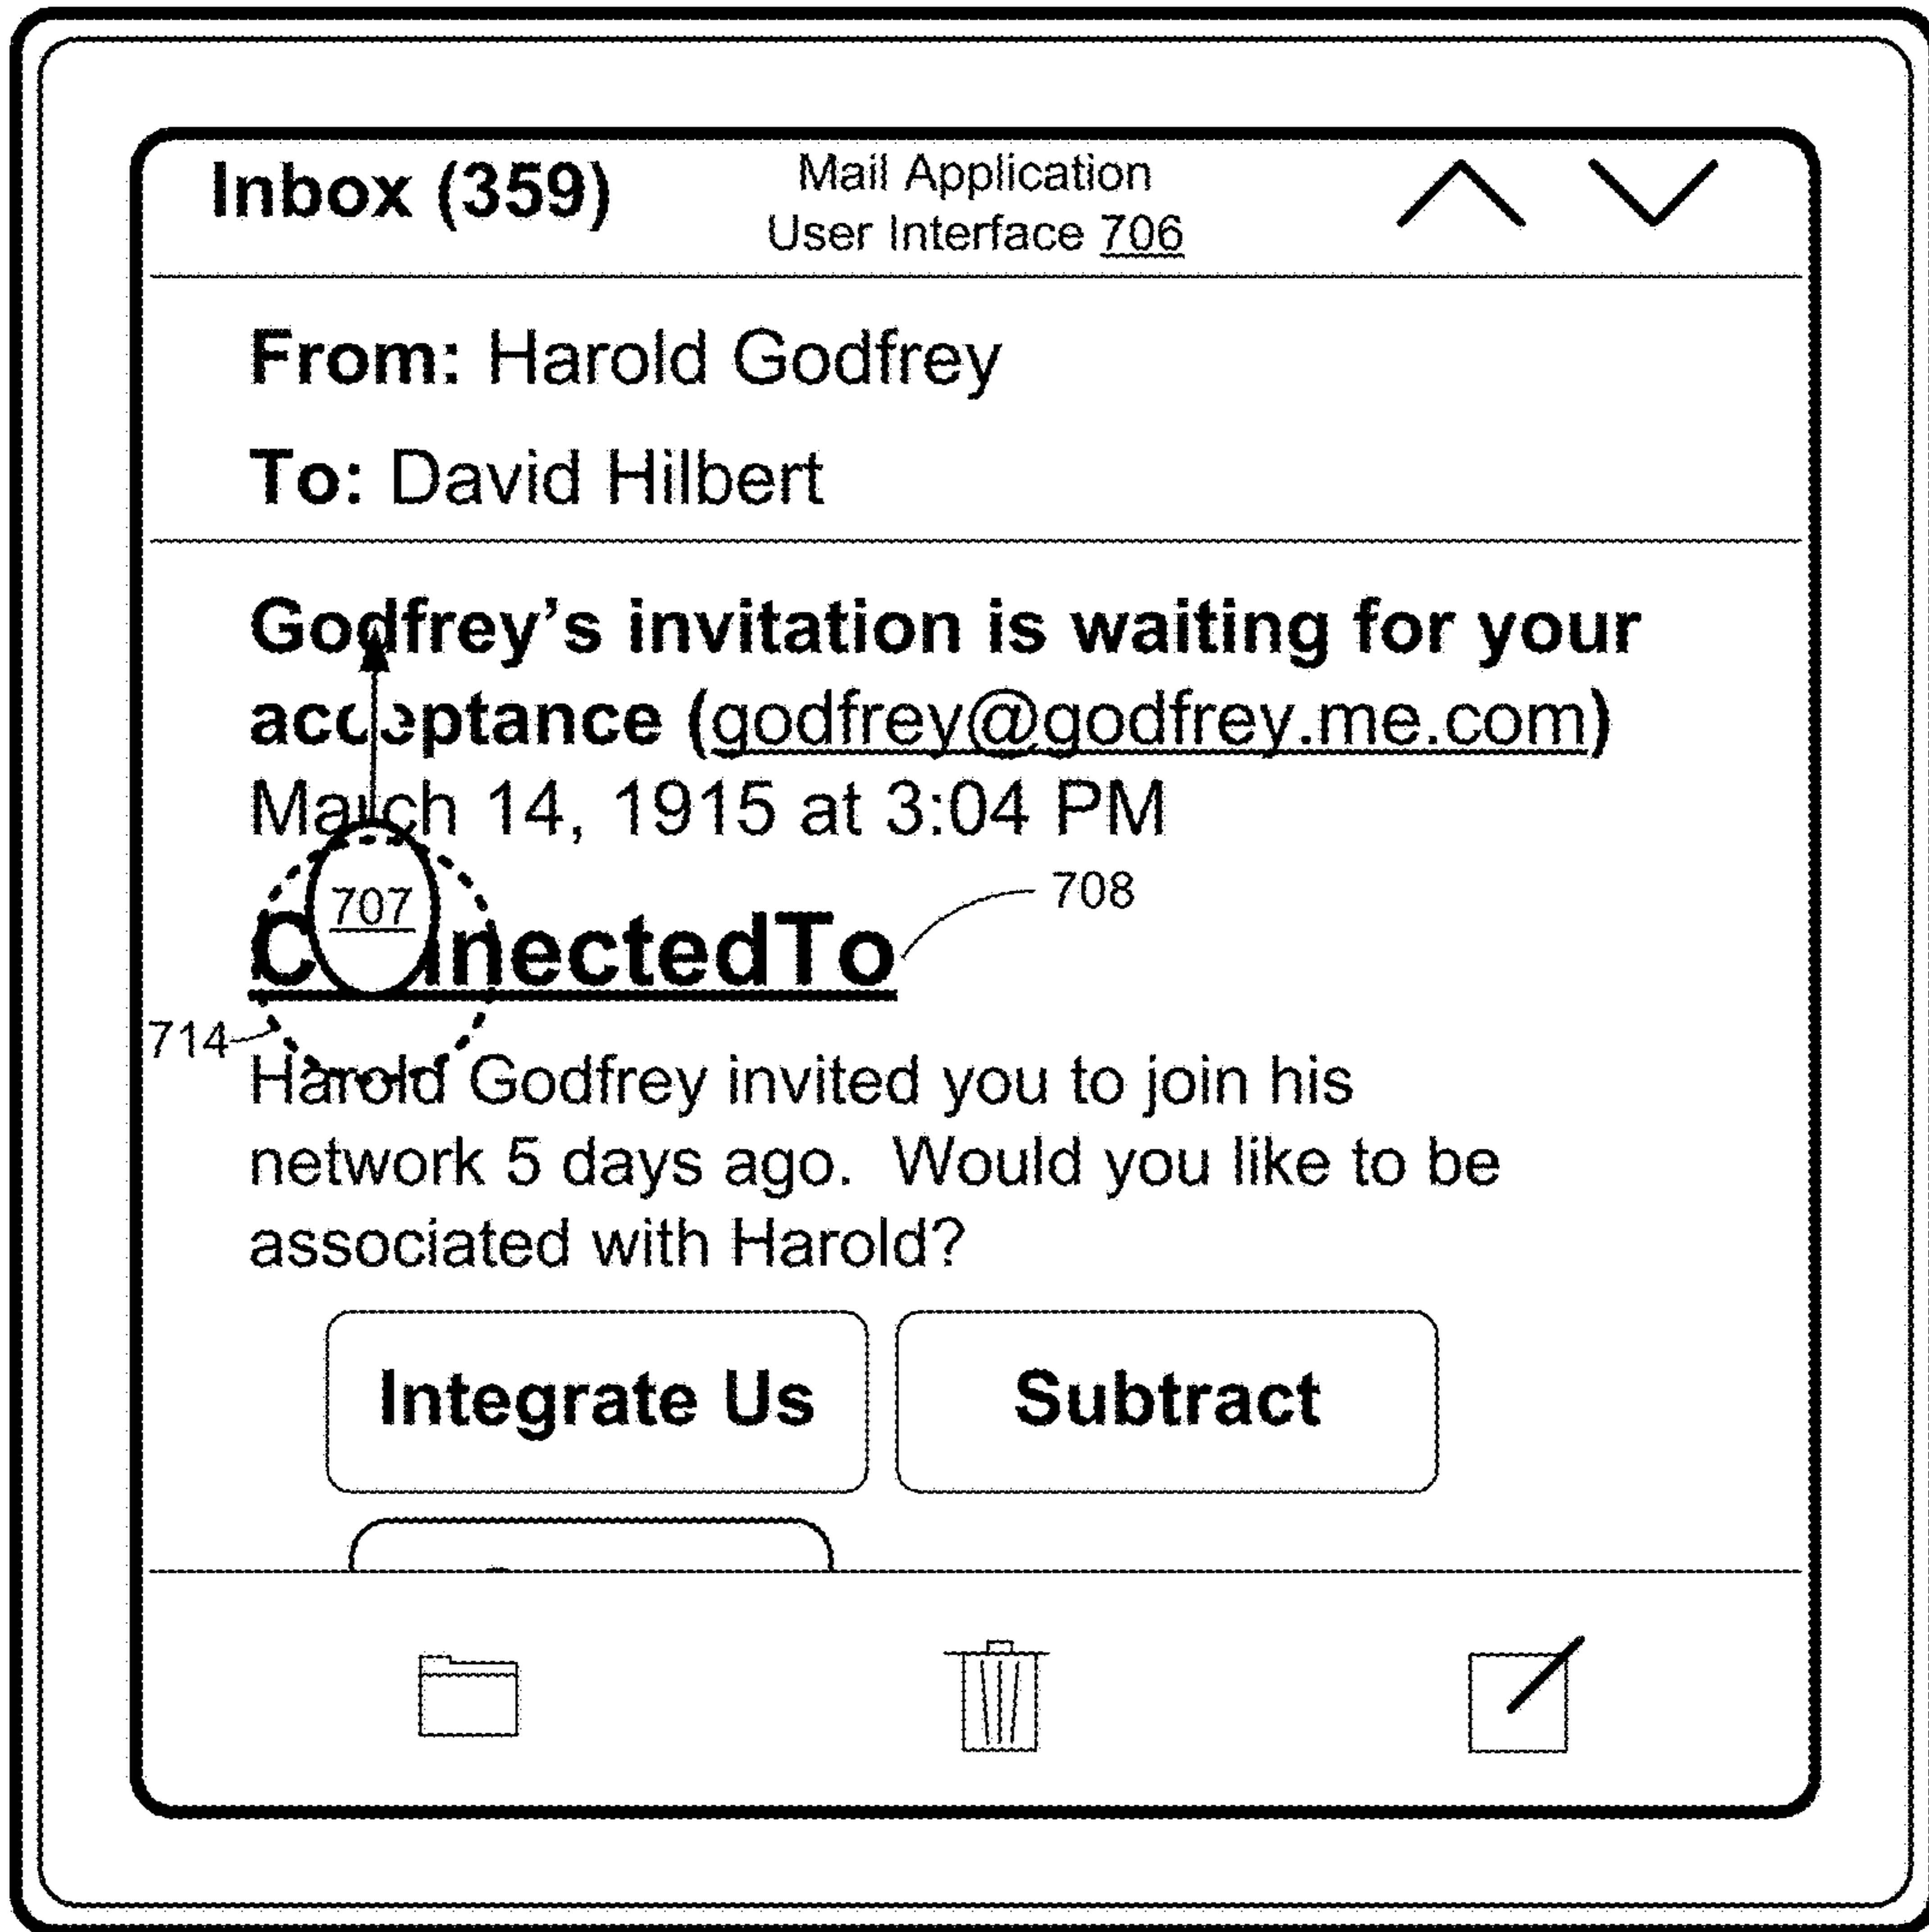 Inbox (359)
Mail Application
User Interface 706
From: Harold Godfrey
To: David Hilbert
Godfrey’s invitation is waiting for your
acceptance (godfrey@godfrey.me.com)
March 14, 1915 at 3:04 PM
707
708
ConnectedTo
714
Harold Godfrey invited you to join his
network 5 days ago. Would you like to be
associated with Harold?
Integrate Us
Subtract